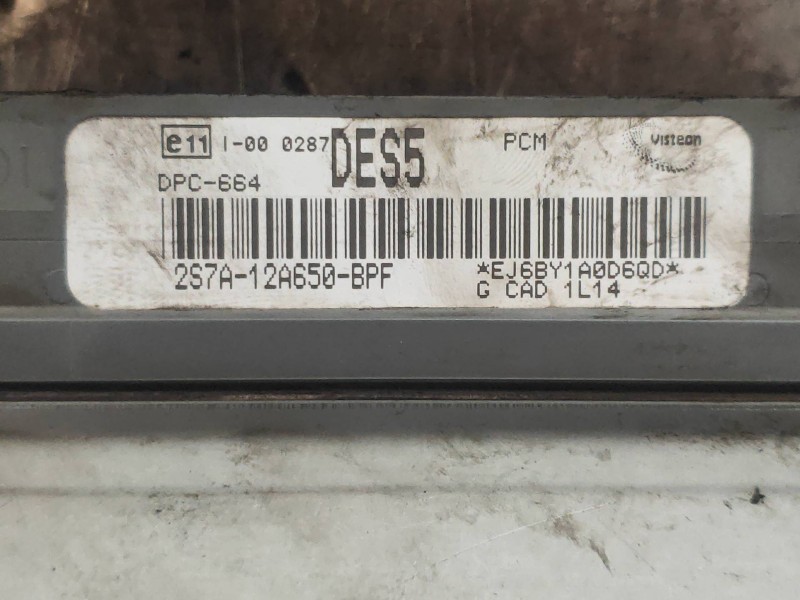 e11 I-00 0287 DES5 PCM visteon
DPC-664
2S7A-12A650-BPF *EJ6BY1A0D6QD*
G CAD 1L14